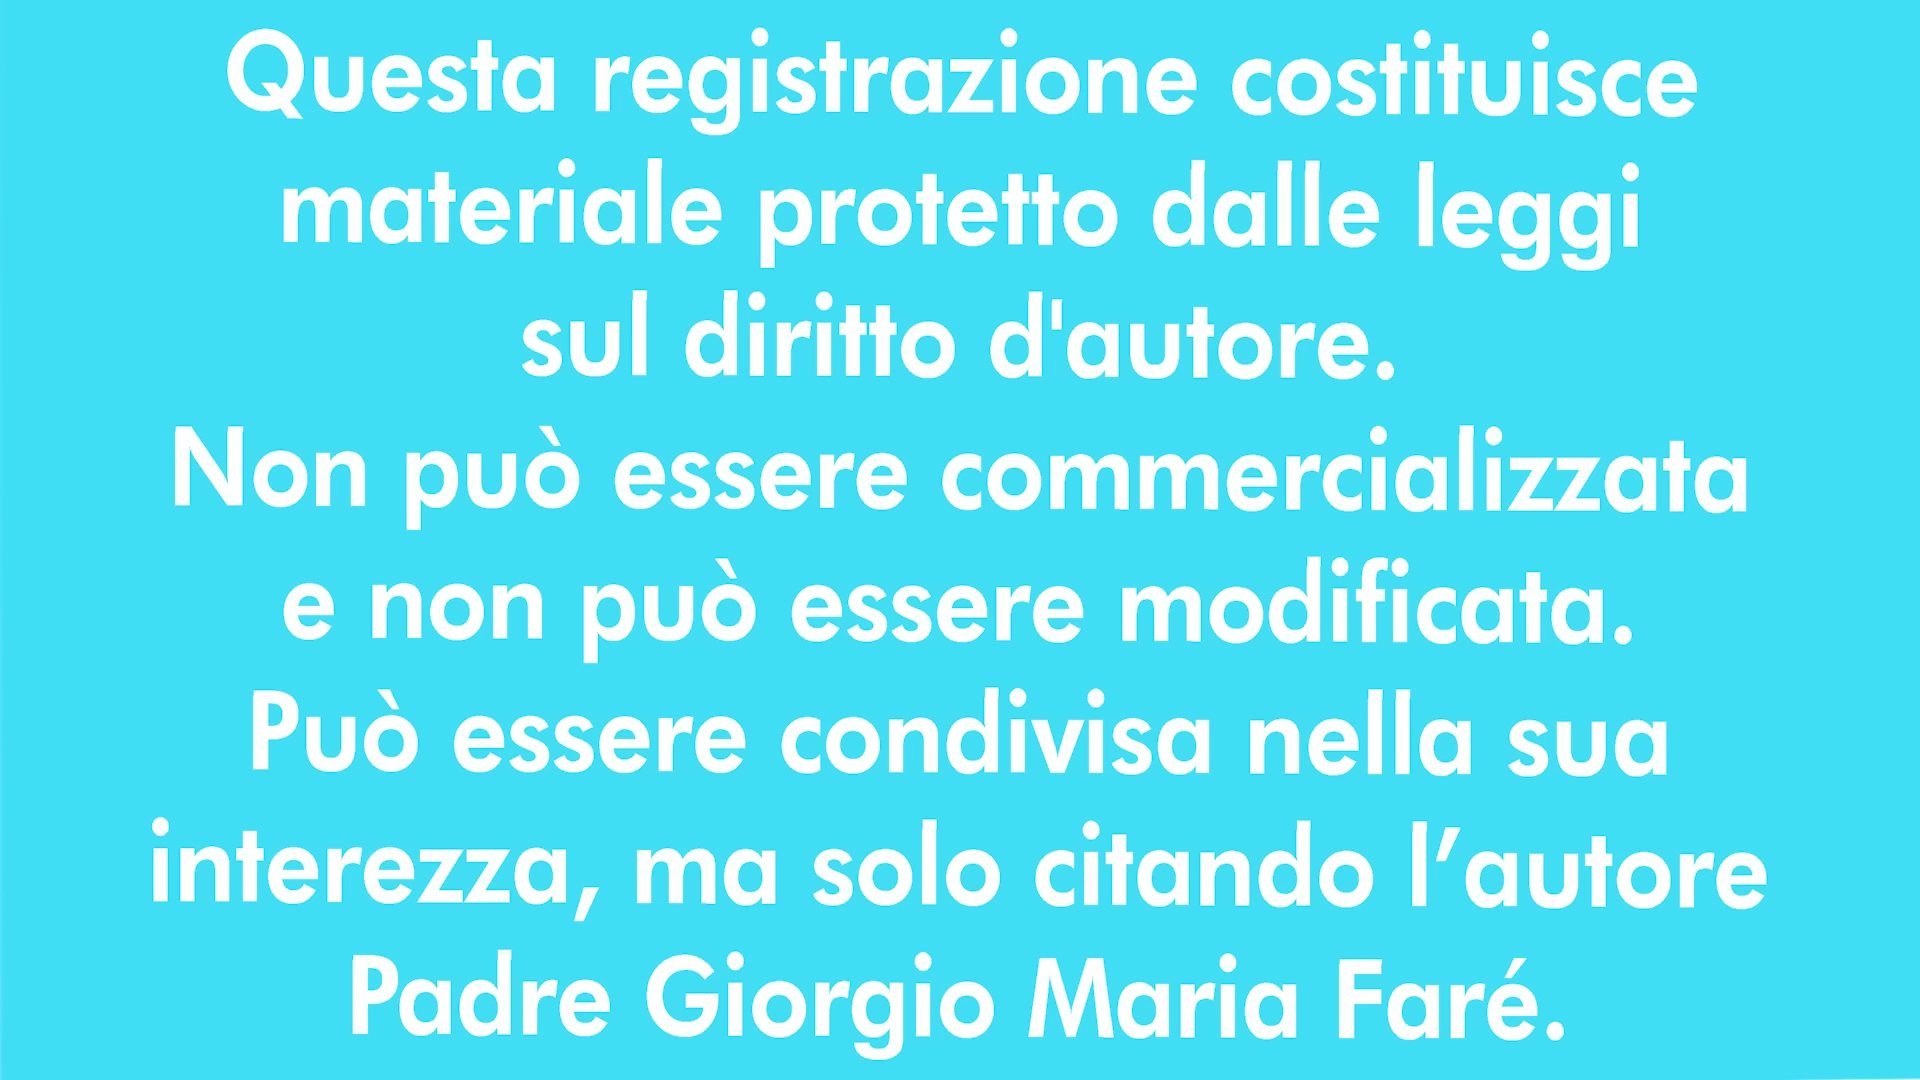 Questa registrazione costituisce
materiale protetto dalle leggi
sul diritto d'autore.
Non può essere commercializzata
e non può essere modificata.
Può essere condivisa nella sua
interezza, ma solo citando l’autore
Padre Giorgio Maria Faré.